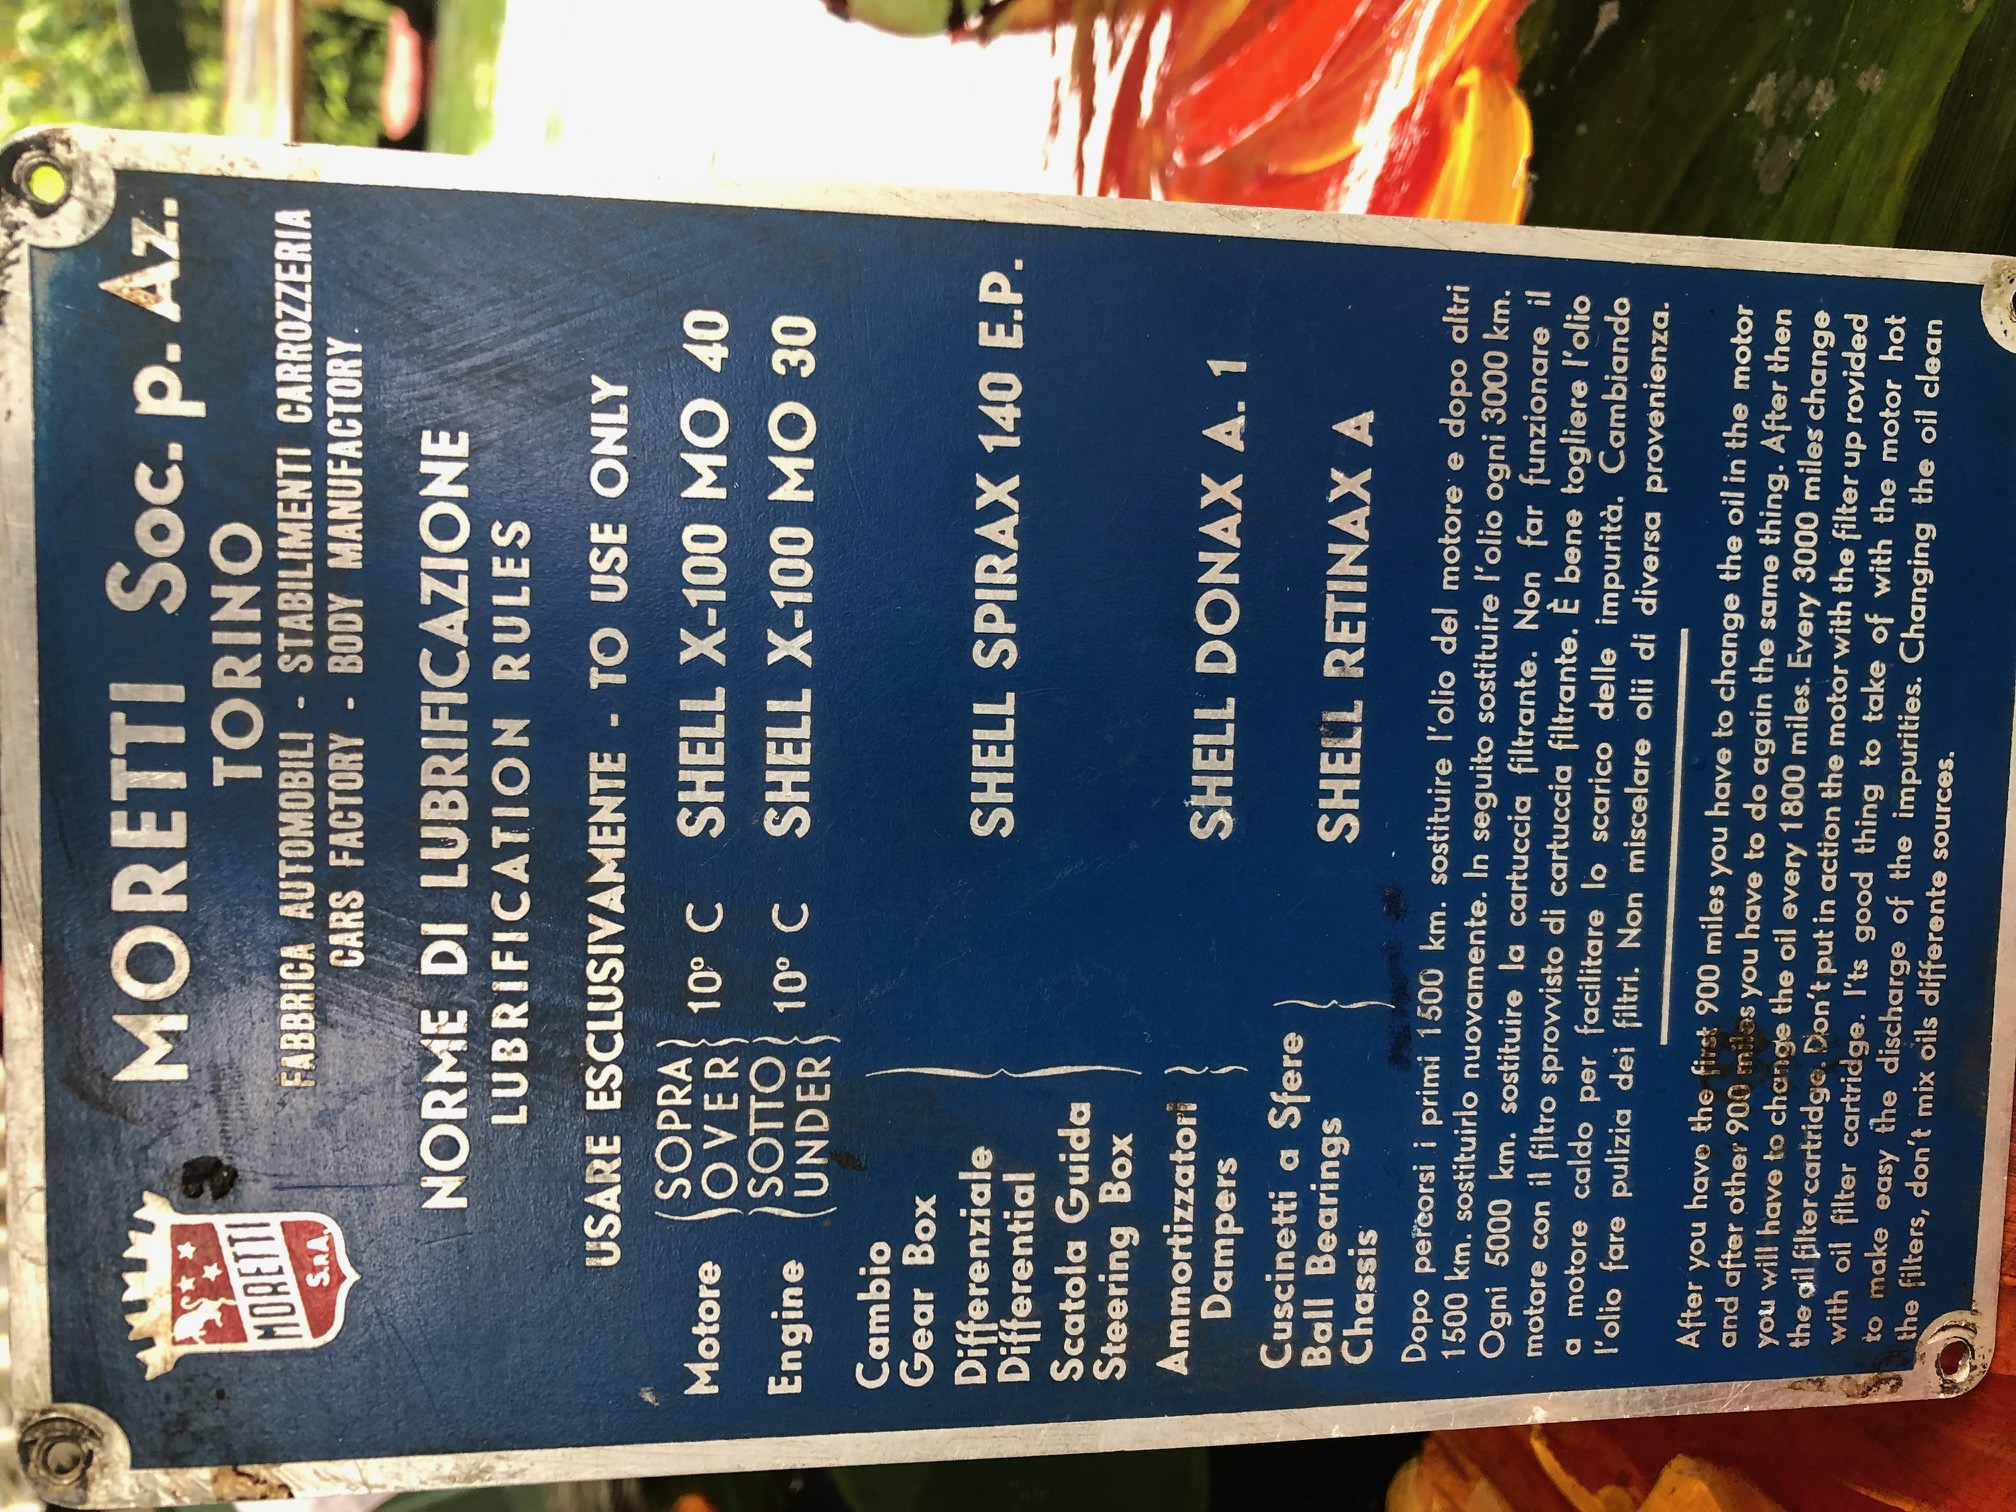 MORETTI
S.p.A.
MORETTI Soc. p. Az.
TORINO
FABBRICA AUTOMOBILI - STABILIMENTI CARROZZERIA
CARS FACTORY - BODY MANUFACTORY
NORME DI LUBRIFICAZIONE
LUBRIFICATION RULES
USARE ESCLUSIVAMENTE - TO USE ONLY
Motore
SOPRA
OVER
10° C
SHELL X-100 MO 40
Engine
SOTTO
UNDER
10° C
SHELL X-100 MO 30
Cambio
Gear Box
Differenziale
Differential
Scatola Guida
Steering Box
SHELL SPIRAX 140 E.P.
Ammortizzatori
Dampers
SHELL DONAX A. 1
Cuscinetti a Sfere
Ball Bearings
Chassis
SHELL RETINAX A
Dopo percorsi i primi 1500 km. sostituire l'olio del motore e dopo altri
1500 km. sostituirlo nuovamente. In seguito sostituire l'olio ogni 3000 km.
Ogni 5000 km. sostituire la cartuccia filtrante. Non far funzionare il
motore con il filtro sprovvisto di cartuccia filtrante. È bene togliere l'olio
a motore caldo per facilitare lo scarico delle impurità. Cambiando
l'olio fare pulizia dei filtri. Non miscelare olii di diversa provenienza.
After you have the first 900 miles you have to change the oil in the motor
and after other 900 miles you have to do again the same thing. After then
you will have to change the oil every 1800 miles. Every 3000 miles change
the oil filter cartridge. Don't put in action the motor with the filter up rovided
with oil filter cartridge. I'ts good thing to take of with the motor hot
to make easy the discharge of the impurities. Changing the oil clean
the filters, don't mix oils differente sources.